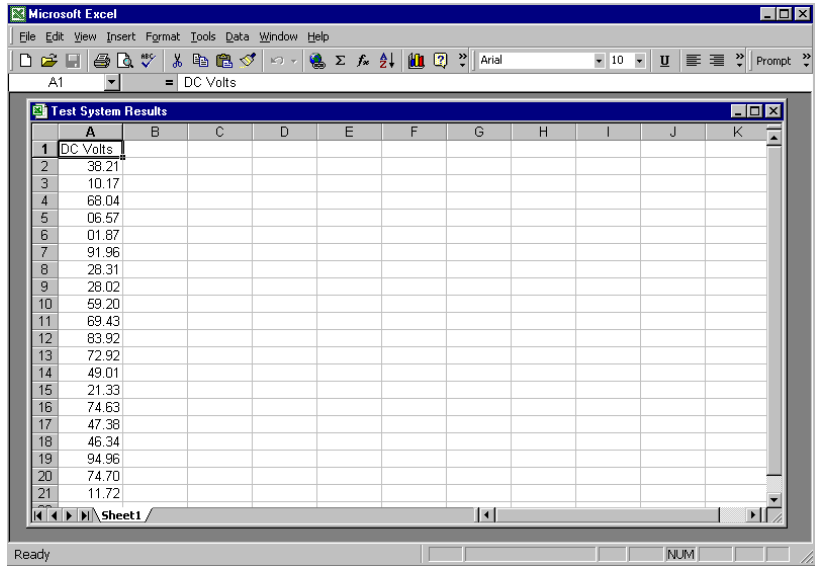 Microsoft Excel
File Edit View Insert Format Tools Data Window Help
ABC Σ fx Arial 10 U Prompt
A1 = DC Volts
Test System Results
A B C D E F G H I J K
1 DC Volts
2 38.21
3 10.17
4 68.04
5 06.57
6 01.87
7 91.96
8 28.31
9 28.02
10 59.20
11 69.43
12 83.92
13 72.92
14 49.01
15 21.33
16 74.63
17 47.38
18 46.34
19 94.96
20 74.70
21 11.72
Sheet1
Ready NUM